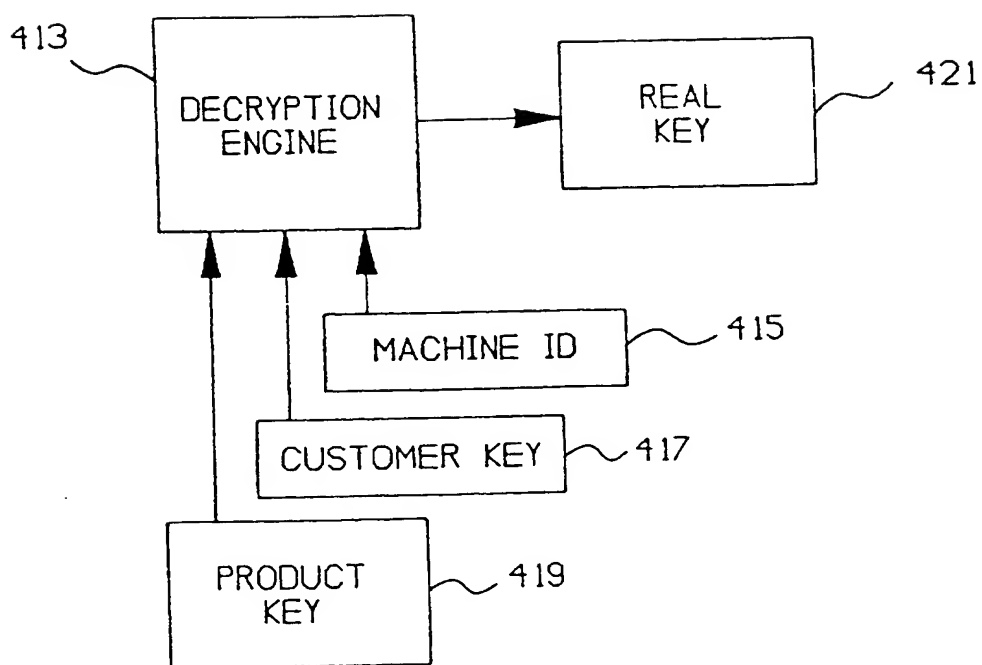 413
DECRYPTION
ENGINE
REAL
KEY
421
MACHINE ID
415
CUSTOMER KEY
417
PRODUCT
KEY
419